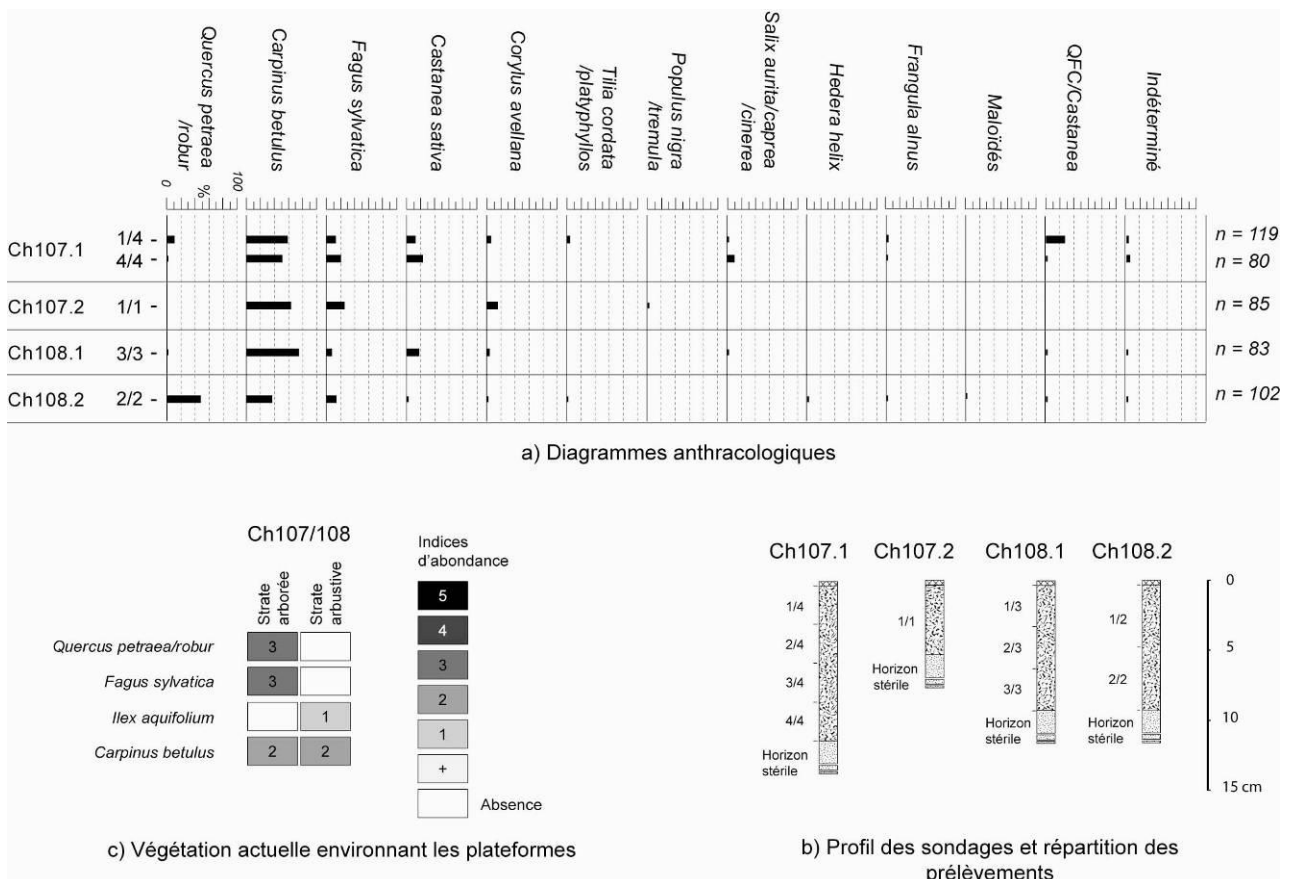 Quercus petraea
/robur
Carpinus betulus
Fagus sylvatica
Castanea sativa
Corylus avellana
Tilia cordata
/platyphyllos
Populus nigra
/tremula
Salix aurita/caprea
/cinerea
Hedera helix
Frangula alnus
Maloïdés
QFC/Castanea
Indéterminé
0 % 100
Ch107.1 1/4 - n = 119
4/4 - n = 80
Ch107.2 1/1 - n = 85
Ch108.1 3/3 - n = 83
Ch108.2 2/2 - n = 102
a) Diagrammes anthracologiques
Ch107/108
Strate
arborée
Strate
arbustive
Quercus petraea/robur 3
Fagus sylvatica 3
Ilex aquifolium 1
Carpinus betulus 2 2
Indices
d'abondance
5
4
3
2
1
+
Absence
c) Végétation actuelle environnant les plateformes
Ch107.1
1/4
2/4
3/4
4/4
Horizon
stérile
Ch107.2
1/1
Horizon
stérile
Ch108.1
1/3
2/3
3/3
Horizon
stérile
Ch108.2
1/2
2/2
Horizon
stérile
0
5
10
15 cm
b) Profil des sondages et répartition des
prélèvements